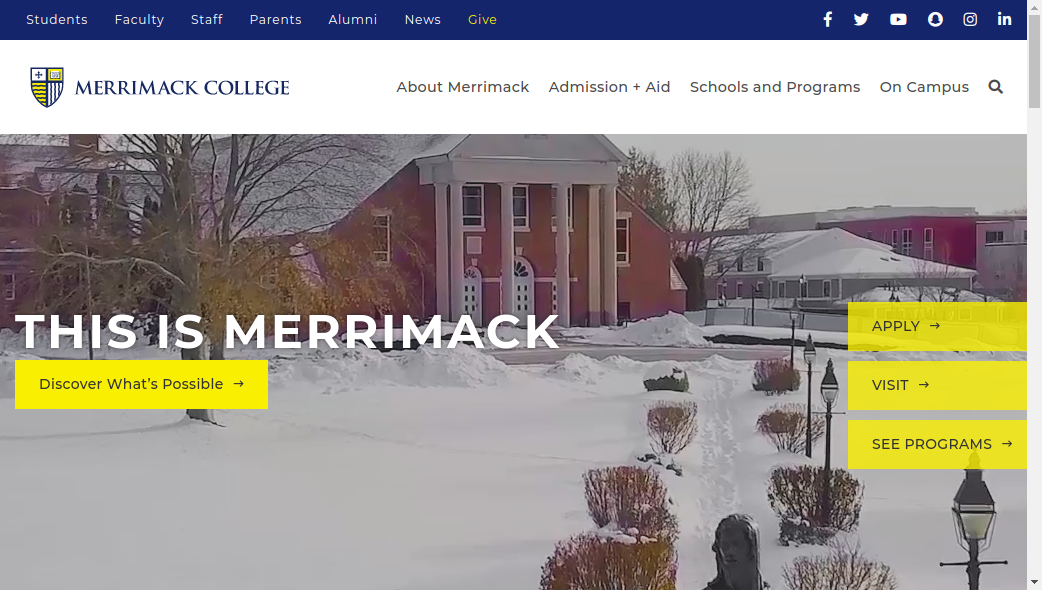 Students Faculty Staff Parents Alumni News Give
MERRIMACK COLLEGE
About Merrimack Admission + Aid Schools and Programs On Campus
THIS IS MERRIMACK
Discover What's Possible →
APPLY →
VISIT →
SEE PROGRAMS →